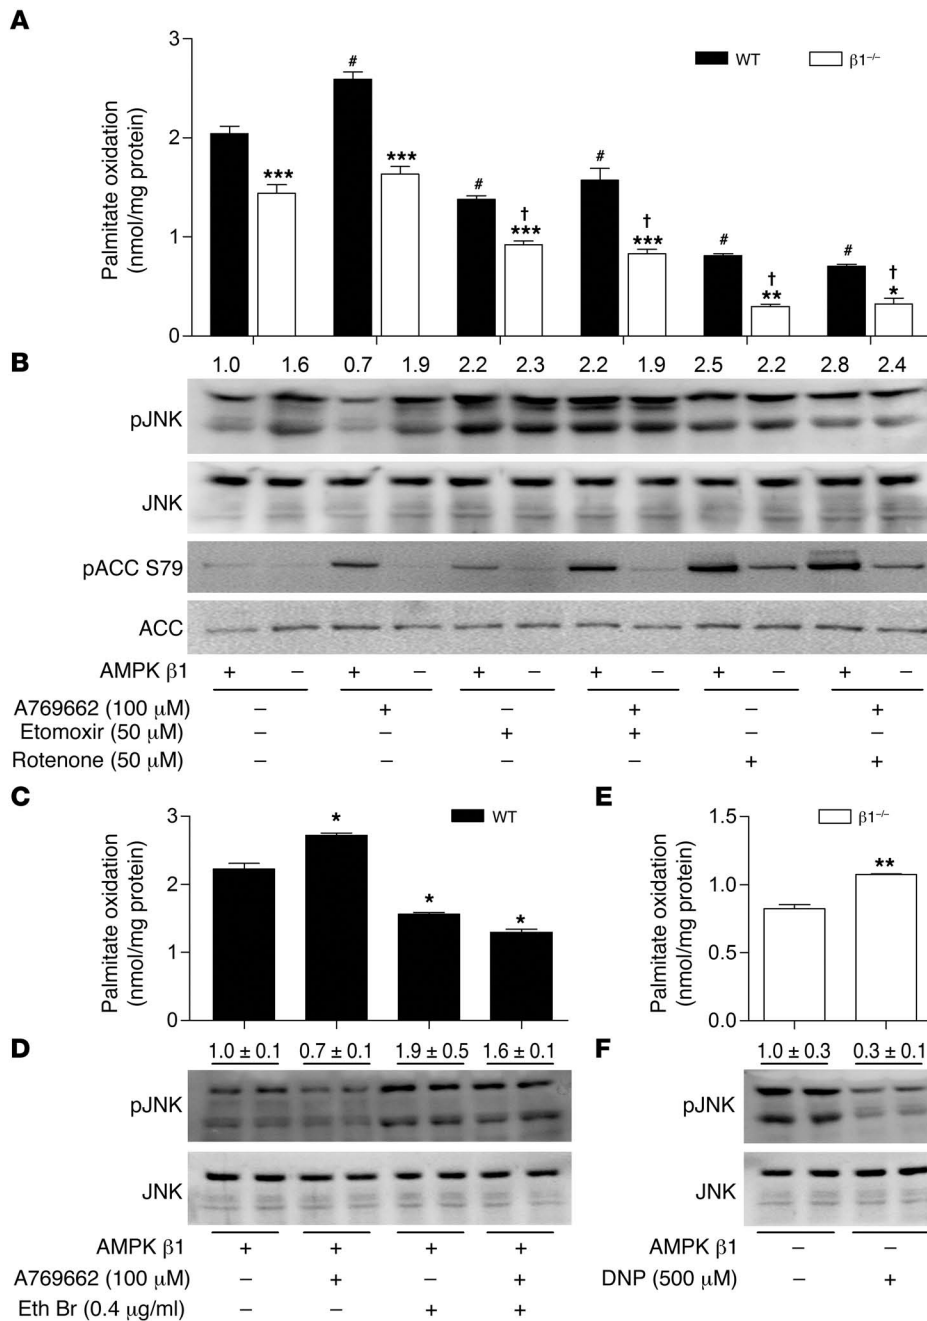 A
3
2
1
0
Palmitate oxidation
(nmol/mg protein)
WT
β1–/–
#
***
***
#
†
***
#
†
***
#
†
**
#
†
*
B
1.0 1.6 0.7 1.9 2.2 2.3 2.2 1.9 2.5 2.2 2.8 2.4
pJNK
JNK
pACC S79
ACC
AMPK β1 + – + – + – + – + – + –
A769662 (100 μM) – + – + – +
Etomoxir (50 μM) – – + + – –
Rotenone (50 μM) – – – – + +
C
3
2
1
0
Palmitate oxidation
(nmol/mg protein)
WT
*
*
*
D
1.0 ± 0.1 0.7 ± 0.1 1.9 ± 0.5 1.6 ± 0.1
pJNK
JNK
AMPK β1 + + + +
A769662 (100 μM) – + – +
Eth Br (0.4 μg/ml) – – + +
E
1.5
1.0
0.5
0.0
Palmitate oxidation
(nmol/mg protein)
β1–/–
**
F
1.0 ± 0.3 0.3 ± 0.1
pJNK
JNK
AMPK β1 – –
DNP (500 μM) – +